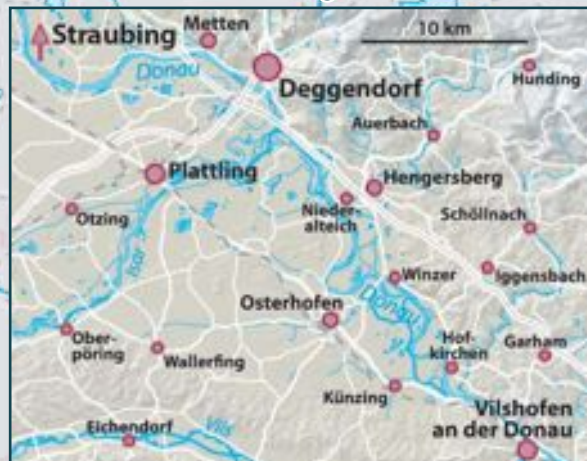 Metten
Straubing
10 km
Donau
Hunding
Deggendorf
Auerbach
Plattling
Hengersberg
Otzing
Nieder-
alteich
Schöllnach
Isar
Winzer
Iggensbach
Donau
Osterhofen
Ober-
pöring
Wallerfing
Hof-
kirchen
Garham
Künzing
Vilshofen
an der Donau
Eichendorf
Vils